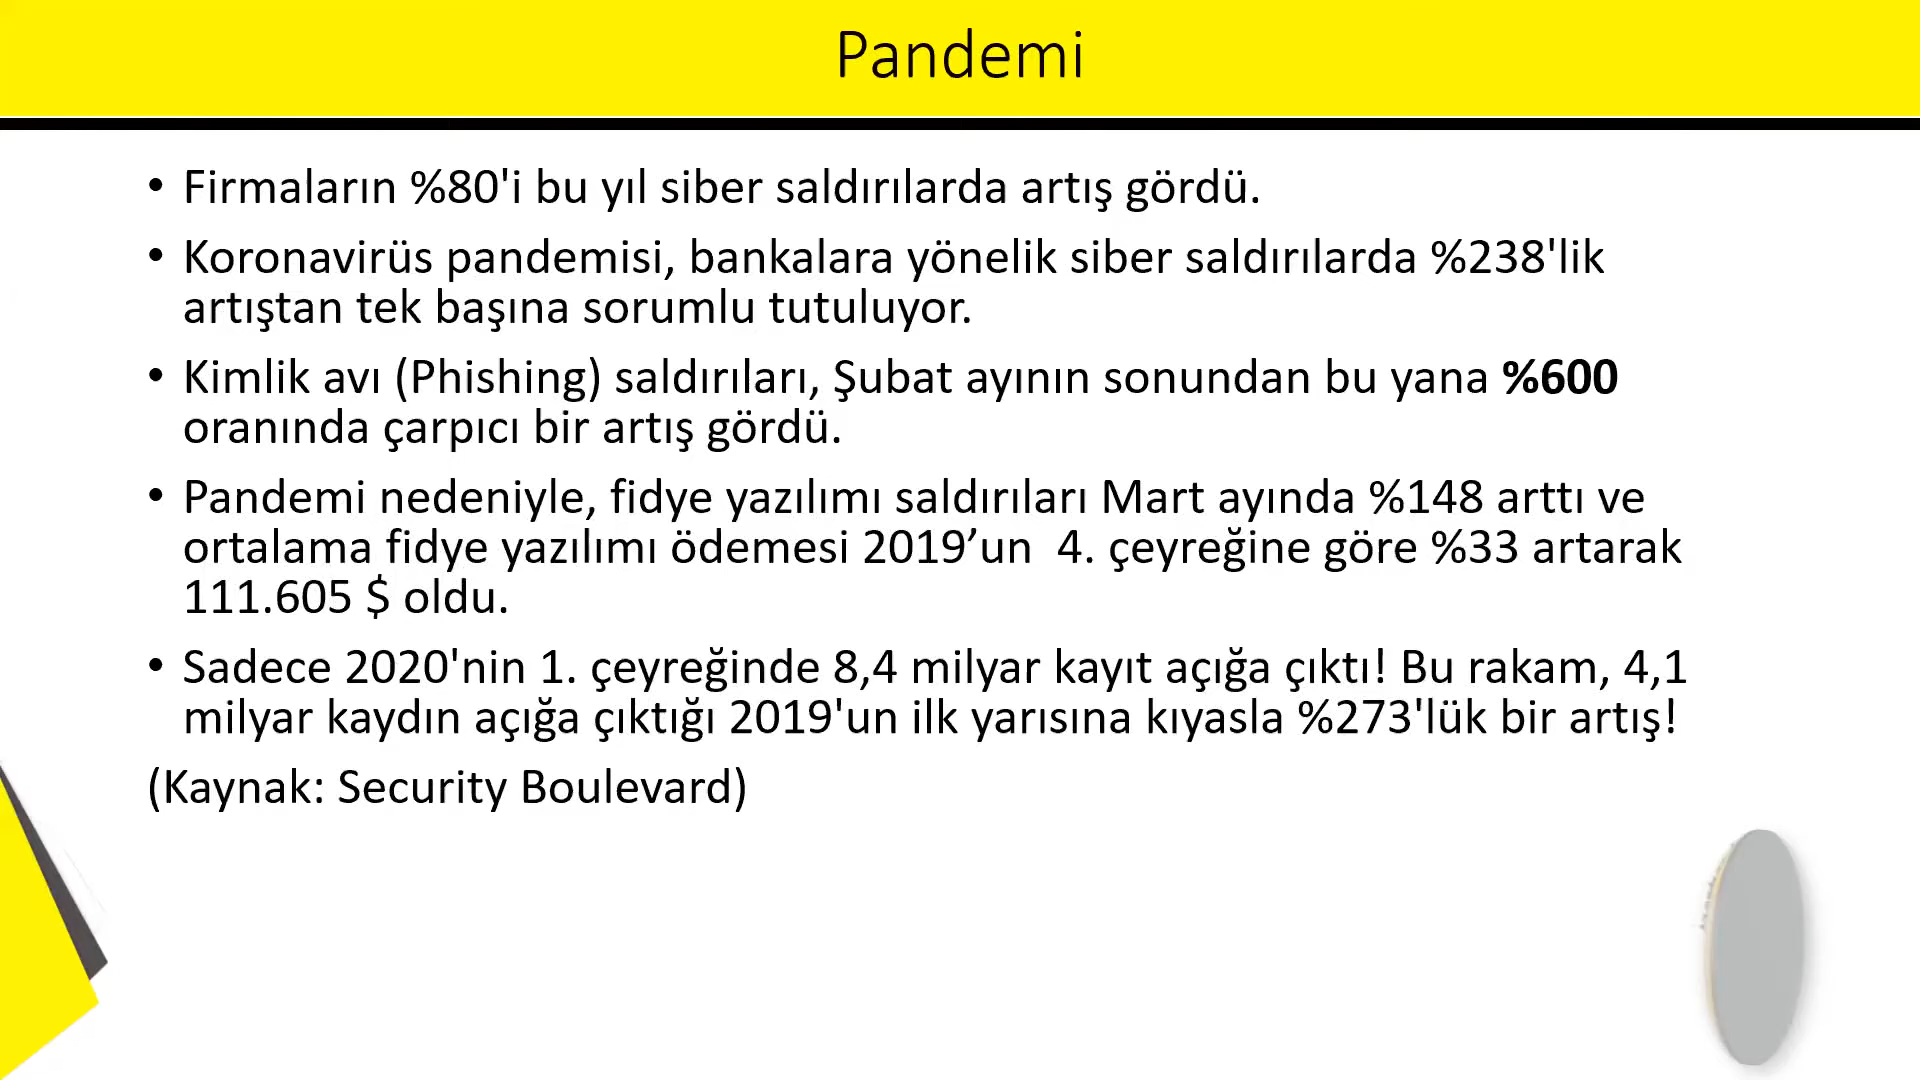 Pandemi
• Firmaların %80'i bu yıl siber saldırılarda artış gördü.
• Koronavirüs pandemisi, bankalara yönelik siber saldırılarda %238'lik
artıştan tek başına sorumlu tutuluyor.
• Kimlik avı (Phishing) saldırıları, Şubat ayının sonundan bu yana %600
oranında çarpıcı bir artış gördü.
• Pandemi nedeniyle, fidye yazılımı saldırıları Mart ayında %148 arttı ve
ortalama fidye yazılımı ödemesi 2019’un  4. çeyreğine göre %33 artarak
111.605 $ oldu.
• Sadece 2020'nin 1. çeyreğinde 8,4 milyar kayıt açığa çıktı! Bu rakam, 4,1
milyar kaydın açığa çıktığı 2019'un ilk yarısına kıyasla %273'lük bir artış!
(Kaynak: Security Boulevard)